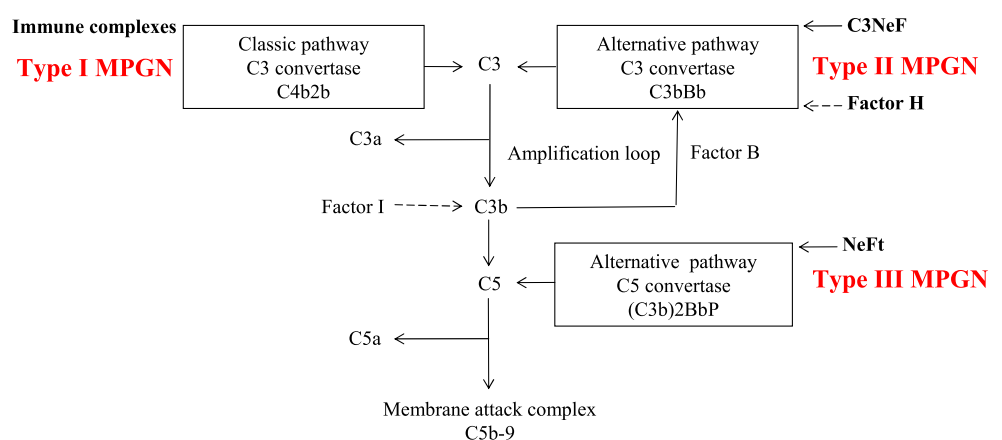 Immune complexes
Type I MPGN
Classic pathway
C3 convertase
C4b2b
C3
Alternative pathway
C3 convertase
C3bBb
C3NeF
Type II MPGN
Factor H
C3a
Amplification loop
Factor B
Factor I
C3b
C5
Alternative pathway
C5 convertase
(C3b)2BbP
NeFt
Type III MPGN
C5a
Membrane attack complex
C5b-9